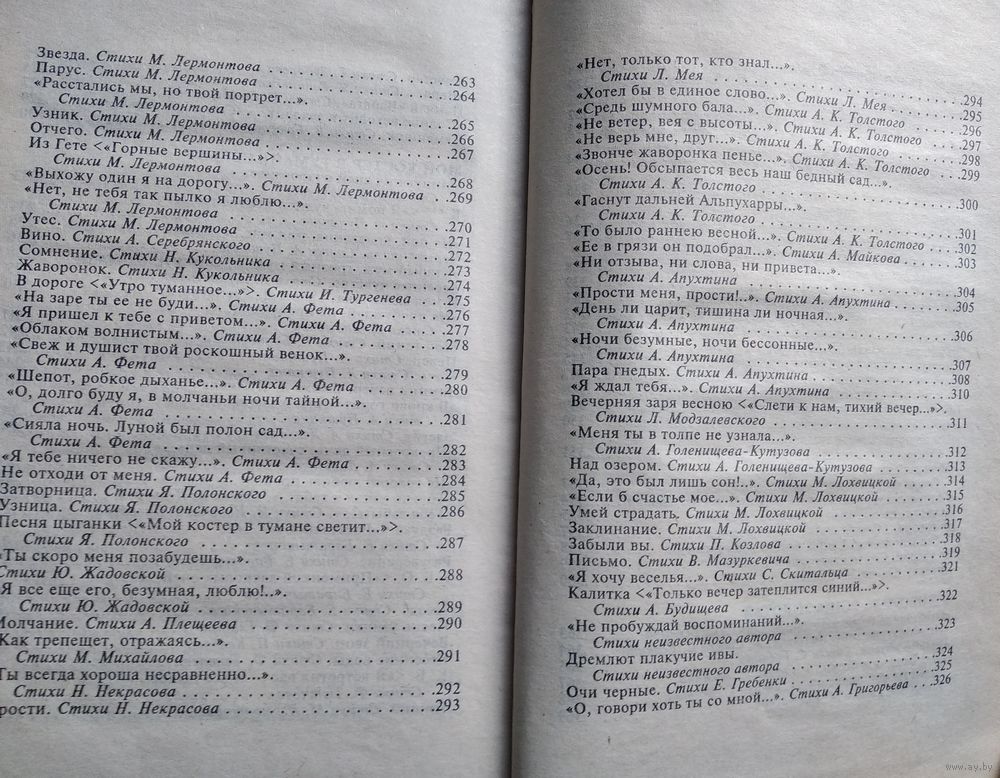 Звезда. Стихи М. Лермонтова . . . . . . . . . . . . . . . . . .263
Парус. Стихи М. Лермонтова . . . . . . . . . . . . . . . . . .264
«Расстались мы, но твой портрет...».
Стихи М. Лермонтова . . . . . . . . . . . . . . . . . .265
Узник. Стихи М. Лермонтова . . . . . . . . . . . . . . . . . .266
Отчего. Стихи М. Лермонтова . . . . . . . . . . . . . . . . . .267
Из Гете <«Горные вершины...»>.
Стихи М. Лермонтова . . . . . . . . . . . . . . . . . .268
«Выхожу один я на дорогу...». Стихи М. Лермонтова . .269
«Нет, не тебя так пылко я люблю...».
Стихи М. Лермонтова . . . . . . . . . . . . . . . . . .270
Утес. Стихи М. Лермонтова . . . . . . . . . . . . . . . . . .271
Вино. Стихи А. Серебрянского . . . . . . . . . . . . . . . .272
Сомнение. Стихи Н. Кукольника . . . . . . . . . . . . . . .273
Жаворонок. Стихи Н. Кукольника . . . . . . . . . . . . . .274
В дороге <«Утро туманное...»>. Стихи И. Тургенева . . .275
«На заре ты ее не буди...». Стихи А. Фета . . . . . . . .276
«Я пришел к тебе с приветом...». Стихи А. Фета . . . . .277
«Облаком волнистым...». Стихи А. Фета . . . . . . . . . .278
«Свеж и душист твой роскошный венок...».
Стихи А. Фета . . . . . . . . . . . . . . . . . . . . .279
«Шепот, робкое дыханье...». Стихи А. Фета . . . . . . . .280
«О, долго буду я, в молчаньи ночи тайной...».
Стихи А. Фета . . . . . . . . . . . . . . . . . . . . .281
«Сияла ночь. Луной был полон сад...».
Стихи А. Фета . . . . . . . . . . . . . . . . . . . . .282
«Я тебе ничего не скажу...». Стихи А. Фета . . . . . . . .283
Не отходи от меня. Стихи А. Фета . . . . . . . . . . . . .284
Затворница. Стихи Я. Полонского . . . . . . . . . . . . . .285
Узница. Стихи Я. Полонского . . . . . . . . . . . . . . . .286
Песня цыганки <«Мой костер в тумане светит...»>.
Стихи Я. Полонского . . . . . . . . . . . . . . . . . .287
«Ты скоро меня позабудешь...».
Стихи Ю. Жадовской . . . . . . . . . . . . . . . . . .288
Я все еще его, безумная, люблю!..».
Стихи Ю. Жадовской . . . . . . . . . . . . . . . . . .289
Молчание. Стихи А. Плещеева . . . . . . . . . . . . . . . .290
Как трепещет, отражаясь...».
Стихи М. Михайлова . . . . . . . . . . . . . . . . . .291
Ты всегда хороша несравненно...».
Стихи Н. Некрасова . . . . . . . . . . . . . . . . . .292
рости. Стихи Н. Некрасова . . . . . . . . . . . . . . . . .293
«Нет, только тот, кто знал...».
Стихи Л. Мея . . . . . . . . . . . . . . . . . . . . .294
«Хотел бы в единое слово...». Стихи Л. Мея . . . . . . .295
«Средь шумного бала...». Стихи А. К. Толстого . . . . .296
«Не ветер, вея с высоты...». Стихи А. К. Толстого . . . .297
«Не верь мне, друг...». Стихи А. К. Толстого . . . . . .298
«Звонче жаворонка пенье...». Стихи А. К. Толстого . . .299
«Осень! Обсыпается весь наш бедный сад...».
Стихи А. К. Толстого . . . . . . . . . . . . . . . . .300
«Гаснут дальней Альпухарры...».
Стихи А. К. Толстого . . . . . . . . . . . . . . . . .301
«То было раннею весной...». Стихи А. К. Толстого . . .302
«Ее в грязи он подобрал...». Стихи А. Майкова . . . . .303
«Ни отзыва, ни слова, ни привета...».
Стихи А. Апухтина . . . . . . . . . . . . . . . . . . .304
«Прости меня, прости!..». Стихи А. Апухтина . . . . . . .305
«День ли царит, тишина ли ночная...».
Стихи А. Апухтина . . . . . . . . . . . . . . . . . . .306
«Ночи безумные, ночи бессонные...».
Стихи А. Апухтина . . . . . . . . . . . . . . . . . . .307
Пара гнедых. Стихи А. Апухтина . . . . . . . . . . . . . .308
«Я ждал тебя...». Стихи А. Апухтина . . . . . . . . . . .310
Вечерняя заря весною <«Слети к нам, тихий вечер...»>.
Стихи Л. Модзалевского . . . . . . . . . . . . . . . .311
«Меня ты в толпе не узнала...».
Стихи А. Голенищева-Кутузова . . . . . . . . . . . . .312
Над озером. Стихи А. Голенищева-Кутузова . . . . . . . .313
«Да, это был лишь сон!..». Стихи М. Лохвицкой . . . . .314
«Если б счастье мое...». Стихи М. Лохвицкой . . . . . . .315
Умей страдать. Стихи М. Лохвицкой . . . . . . . . . . . .316
Заклинание. Стихи М. Лохвицкой . . . . . . . . . . . . . .317
Забыли вы. Стихи П. Козлова . . . . . . . . . . . . . . . .318
Письмо. Стихи В. Мазуркевича . . . . . . . . . . . . . . .319
«Я хочу веселья...». Стихи С. Скитальца . . . . . . . . . .321
Калитка <«Только вечер затеплится синий...»>.
Стихи А. Будищева . . . . . . . . . . . . . . . . . . .322
«Не пробуждай воспоминаний...».
Стихи неизвестного автора . . . . . . . . . . . . . . .323
Дремлют плакучие ивы.
Стихи неизвестного автора . . . . . . . . . . . . . . .324
Очи черные. Стихи Е. Гребенки . . . . . . . . . . . . . . .325
«О, говори хоть ты со мной...». Стихи А. Григорьева . . .326
www.ay.by